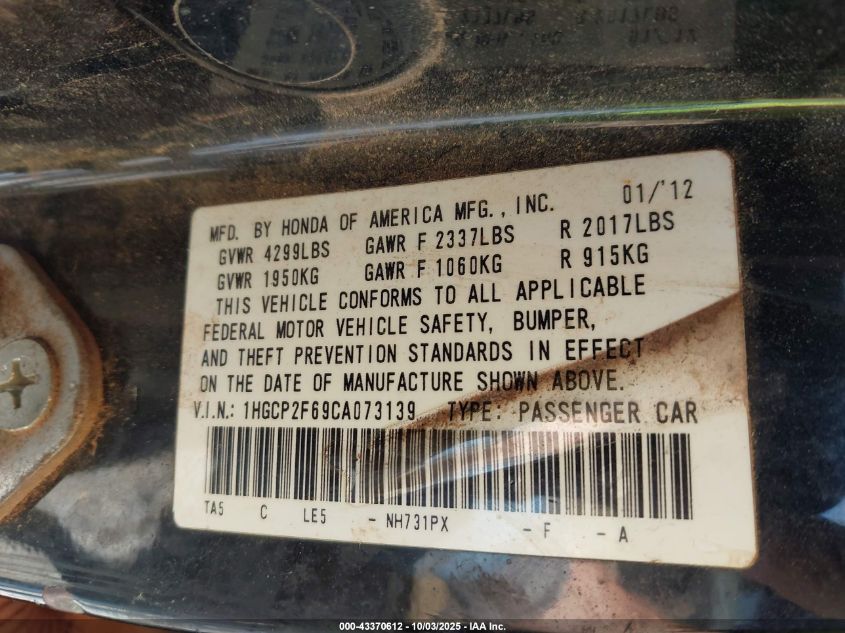 MFD. BY HONDA OF AMERICA MFG., INC. 01/'12
GVWR 4299LBS GAWR F 2337LBS R 2017LBS
GVWR 1950KG GAWR F 1060KG R 915KG
THIS VEHICLE CONFORMS TO ALL APPLICABLE
FEDERAL MOTOR VEHICLE SAFETY, BUMPER,
AND THEFT PREVENTION STANDARDS IN EFFECT
ON THE DATE OF MANUFACTURE SHOWN ABOVE.
V.I.N.: 1HGCP2F69CA073139 TYPE: PASSENGER CAR
TA5 C LE5 - NH731PX - F - A
000-43370612 - 10/03/2025 - IAA Inc.